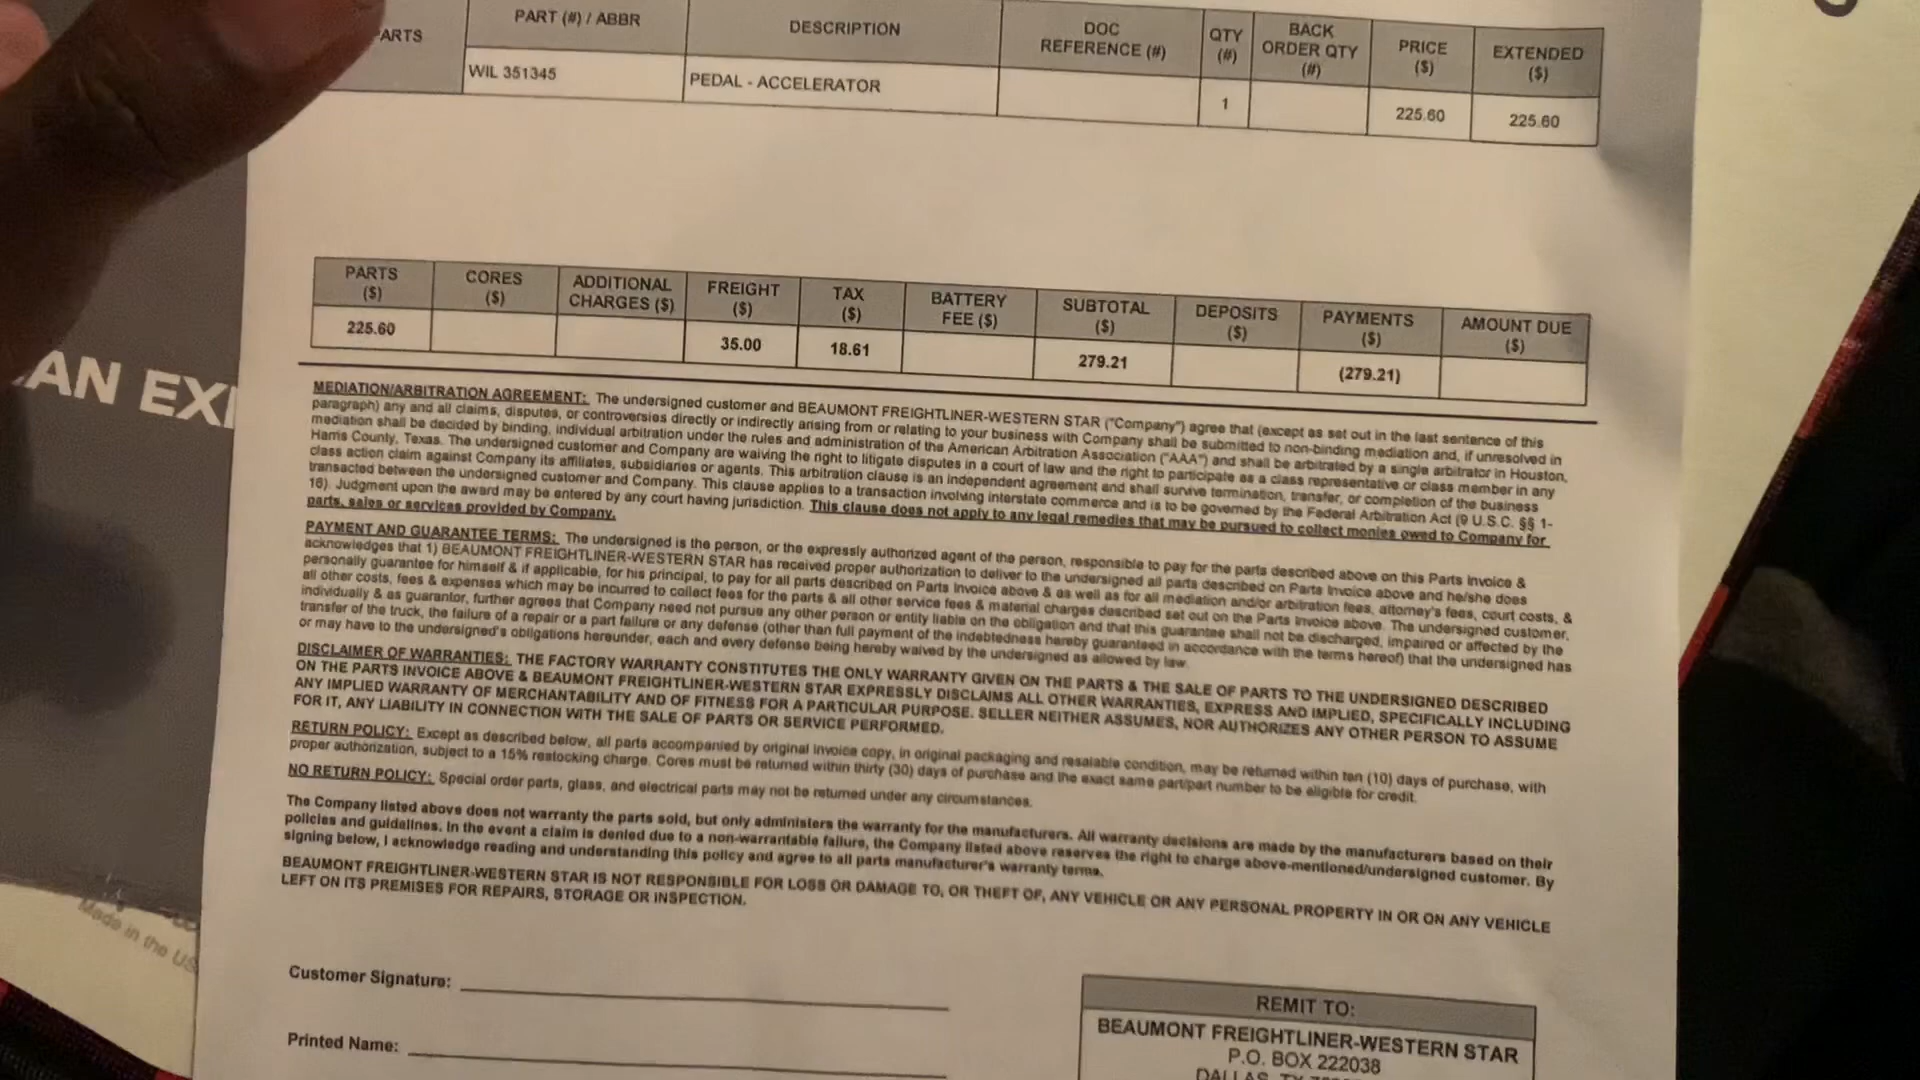 PARTS
PART (#) / ABBR
DESCRIPTION
DOC
REFERENCE (#)
QTY
(#)
BACK
ORDER QTY
(#)
PRICE
($)
EXTENDED
($)
WIL 351345
PEDAL - ACCELERATOR
1
225.60
225.60
PARTS
($)
CORES
($)
ADDITIONAL
CHARGES ($)
FREIGHT
($)
TAX
($)
BATTERY
FEE ($)
SUBTOTAL
($)
DEPOSITS
($)
PAYMENTS
($)
AMOUNT DUE
($)
225.60
35.00
18.61
279.21
(279.21)
AN EX
MEDIATION/ARBITRATION AGREEMENT: The undersigned customer and BEAUMONT FREIGHTLINER-WESTERN STAR ("Company") agree that (except as set out in the last sentence of this
paragraph) any and all claims, disputes, or controversies directly or indirectly arising from or relating to your business with Company shall be submitted to non-binding mediation and, if unresolved in
mediation shall be decided by binding, individual arbitration under the rules and administration of the American Arbitration Association ("AAA") and shall be arbitrated by a single arbitrator in Houston,
Harris County, Texas. The undersigned customer and Company are waiving the right to litigate disputes in a court of law and the right to participate as a class representative or class member in any
class action claim against Company its affiliates, subsidiaries or agents. This arbitration clause is an independent agreement and shall survive termination, transfer, or completion of the business
transacted between the undersigned customer and Company. This clause applies to a transaction involving interstate commerce and is to be governed by the Federal Arbitration Act (9 U.S.C. §§ 1-
16). Judgment upon the award may be entered by any court having jurisdiction. This clause does not apply to any legal remedies that may be pursued to collect monies owed to Company for
parts, sales or services provided by Company.
PAYMENT AND GUARANTEE TERMS: The undersigned is the person, or the expressly authorized agent of the person, responsible to pay for the parts described above on this Parts Invoice &
acknowledges that 1) BEAUMONT FREIGHTLINER-WESTERN STAR has received proper authorization to deliver to the undersigned all parts described on Parts Invoice above and he/she does
personally guarantee for himself & if applicable, for his principal, to pay for all parts described on Parts Invoice above & as well as for all mediation and/or arbitration fees, attorney's fees, court costs, &
all other costs, fees & expenses which may be incurred to collect fees for the parts & all other service fees & material charges described set out on the Parts Invoice above. The undersigned customer,
individually & as guarantor, further agrees that Company need not pursue any other person or entity liable on the obligation and that this guarantee shall not be discharged, impaired or affected by the
transfer of the truck, the failure of a repair or a part failure or any defense (other than full payment of the indebtedness hereby guaranteed in accordance with the terms hereof) that the undersigned has
or may have to the undersigned's obligations hereunder, each and every defense being hereby waived by the undersigned as allowed by law.
DISCLAIMER OF WARRANTIES: THE FACTORY WARRANTY CONSTITUTES THE ONLY WARRANTY GIVEN ON THE PARTS & THE SALE OF PARTS TO THE UNDERSIGNED DESCRIBED
ON THE PARTS INVOICE ABOVE & BEAUMONT FREIGHTLINER-WESTERN STAR EXPRESSLY DISCLAIMS ALL OTHER WARRANTIES, EXPRESS AND IMPLIED, SPECIFICALLY INCLUDING
ANY IMPLIED WARRANTY OF MERCHANTABILITY AND OF FITNESS FOR A PARTICULAR PURPOSE. SELLER NEITHER ASSUMES, NOR AUTHORIZES ANY OTHER PERSON TO ASSUME
FOR IT, ANY LIABILITY IN CONNECTION WITH THE SALE OF PARTS OR SERVICE PERFORMED.
RETURN POLICY: Except as described below, all parts accompanied by original invoice copy, in original packaging and resalable condition, may be returned within ten (10) days of purchase, with
proper authorization, subject to a 15% restocking charge. Cores must be returned within thirty (30) days of purchase and the exact same part/part number to be eligible for credit.
NO RETURN POLICY: Special order parts, glass, and electrical parts may not be returned under any circumstances.
The Company listed above does not warranty the parts sold, but only administers the warranty for the manufacturers. All warranty decisions are made by the manufacturers based on their
policies and guidelines. In the event a claim is denied due to a non-warrantable failure, the Company listed above reserves the right to charge above-mentioned/undersigned customer. By
signing below, I acknowledge reading and understanding this policy and agree to all parts manufacturer's warranty terms.
BEAUMONT FREIGHTLINER-WESTERN STAR IS NOT RESPONSIBLE FOR LOSS OR DAMAGE TO, OR THEFT OF, ANY VEHICLE OR ANY PERSONAL PROPERTY IN OR ON ANY VEHICLE
LEFT ON ITS PREMISES FOR REPAIRS, STORAGE OR INSPECTION.
Made in the US
Customer Signature:
Printed Name:
REMIT TO:
BEAUMONT FREIGHTLINER-WESTERN STAR
P.O. BOX 222038
DALLAS, TX